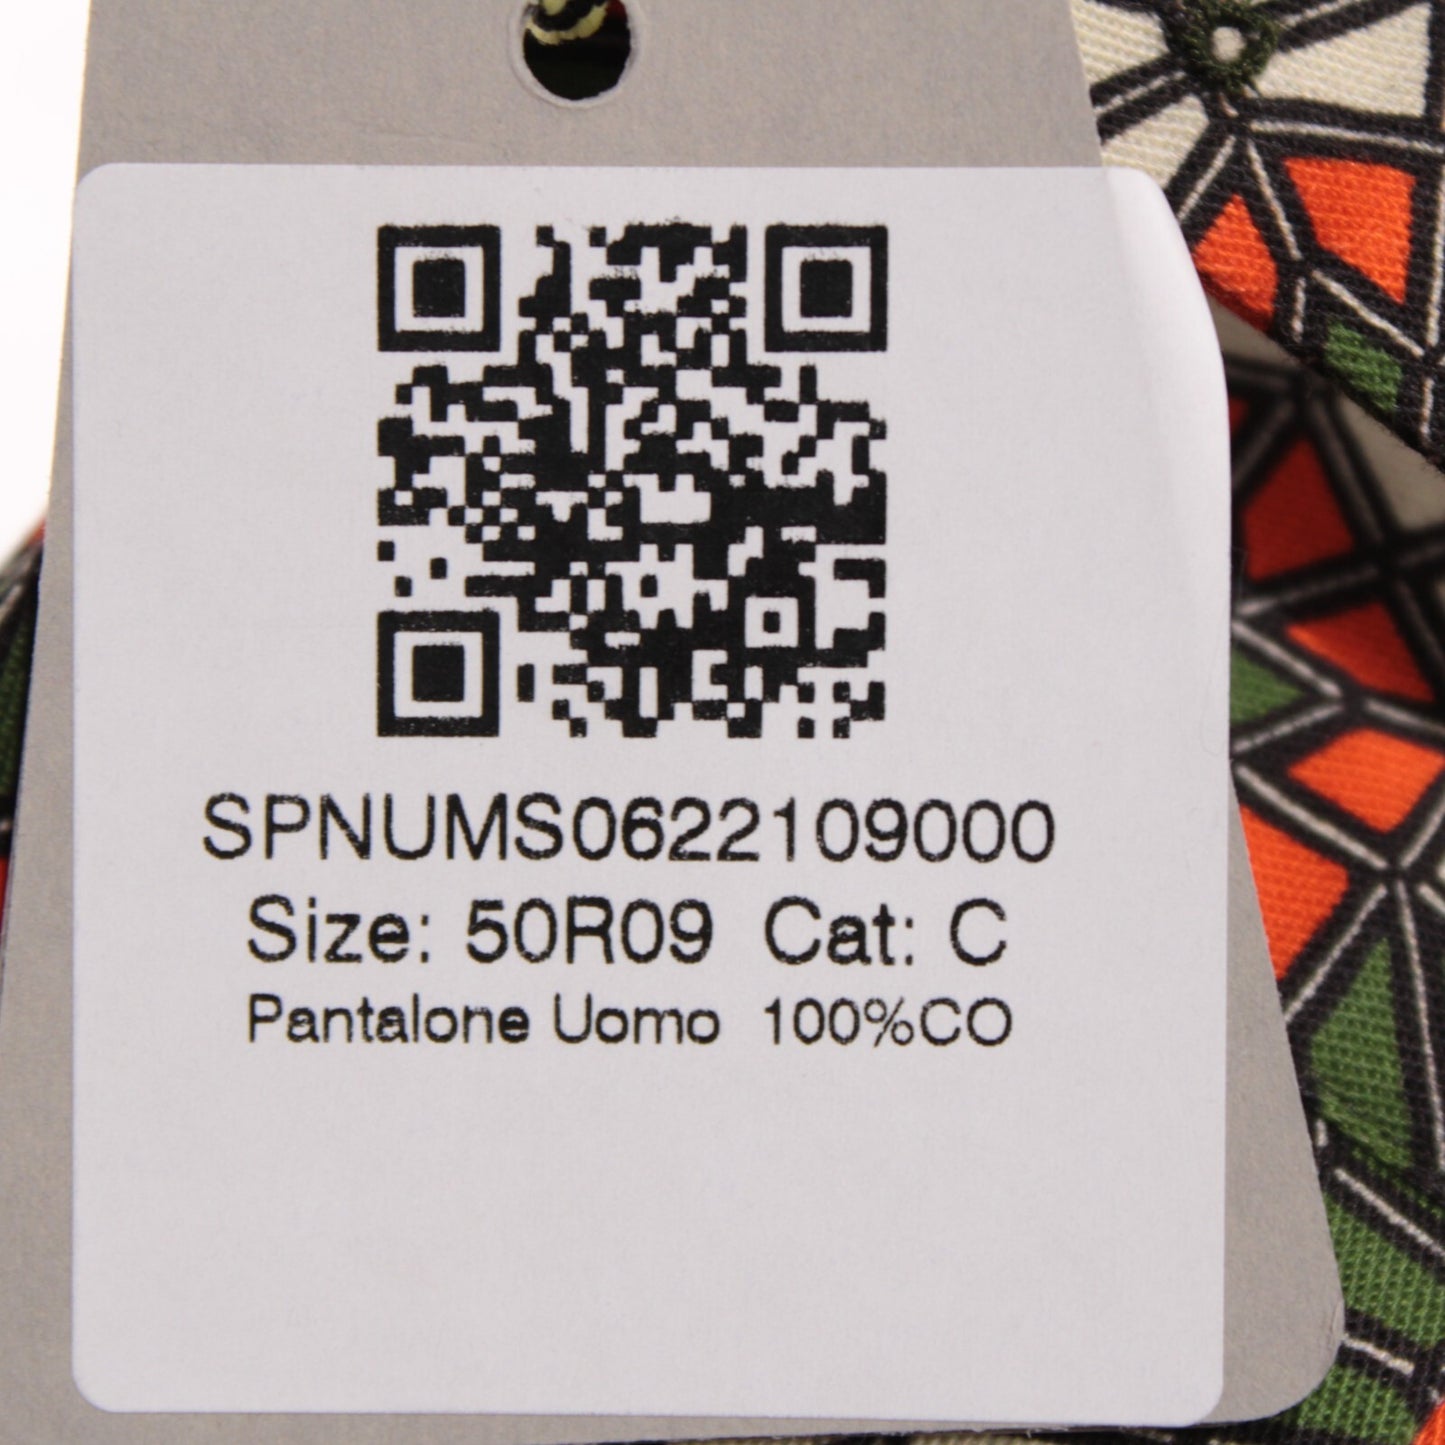 SPNUMS0622109000
Size: 50R09 Cat: C
Pantalone Uomo 100%CO